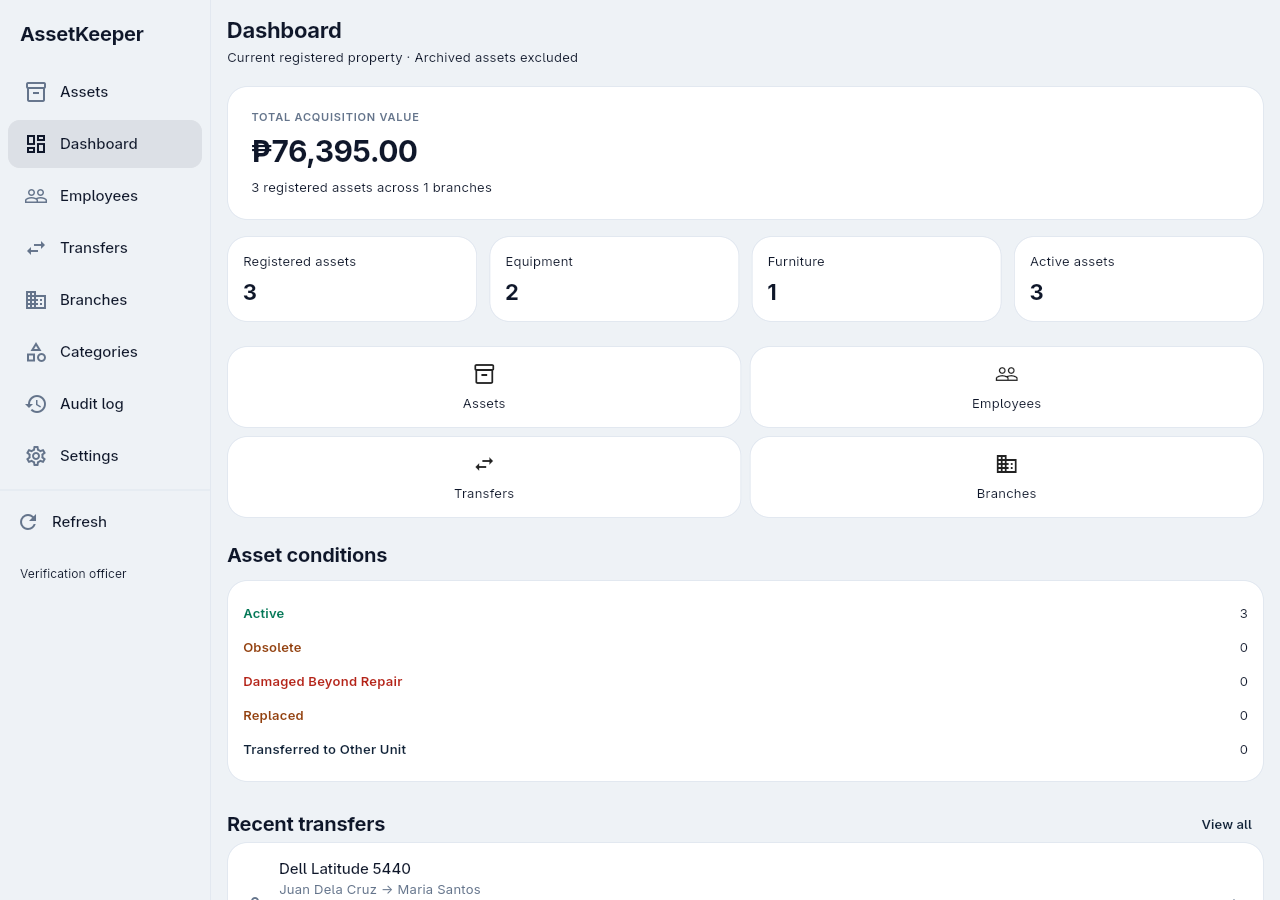 AssetKeeper
Assets
Dashboard
Employees
Transfers
Branches
Categories
Audit log
Settings
Refresh
Verification officer
Dashboard
Current registered property · Archived assets excluded
TOTAL ACQUISITION VALUE
₱76,395.00
3 registered assets across 1 branches
Registered assets
3
Equipment
2
Furniture
1
Active assets
3
Assets
Employees
Transfers
Branches
Asset conditions
Active 3
Obsolete 0
Damaged Beyond Repair 0
Replaced 0
Transferred to Other Unit 0
Recent transfers View all
Dell Latitude 5440
Juan Dela Cruz → Maria Santos